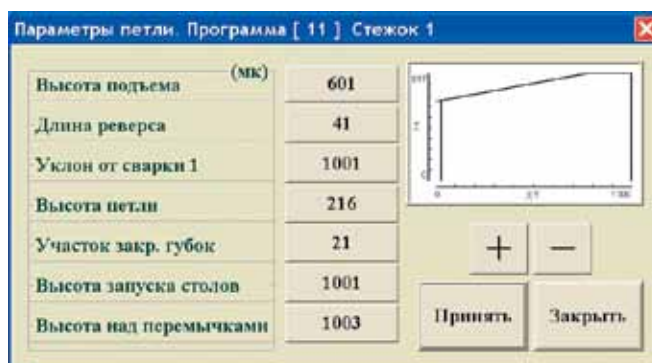 Параметры петли. Программа [ 11 ] Стежок 1
(мк)
Высота подъема 601
Длина реверса 41
Уклон от сварки 1 1001
Высота петли 216
Участок закр. губок 21
Высота запуска столов 1001
Высота над перемычками 1003
0
0
+ −
Принять Закрыть